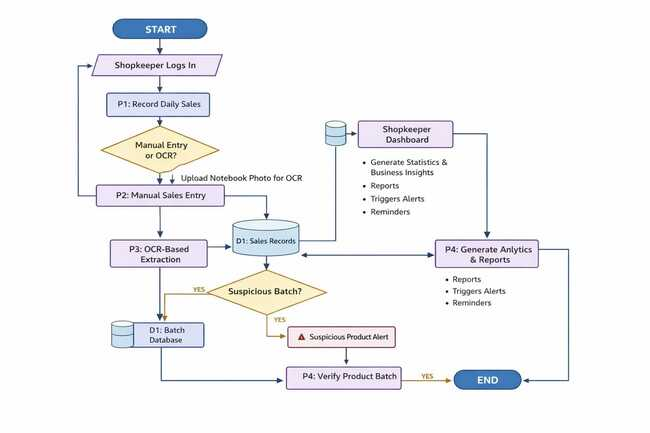 START
Shopkeeper Logs In
P1: Record Daily Sales
Manual Entry
or OCR?
Upload Notebook Photo for OCR
P2: Manual Sales Entry
P3: OCR-Based
Extraction
D1: Sales Records
Shopkeeper
Dashboard
• Generate Statistics &
Business Insights
• Reports
• Triggers Alerts
• Reminders
P4: Generate Anlytics
& Reports
• Reports
• Triggers Alerts
• Reminders
Suspicious Batch?
YES
YES
D1: Batch
Database
Suspicious Product Alert
P4: Verify Product Batch
YES
END